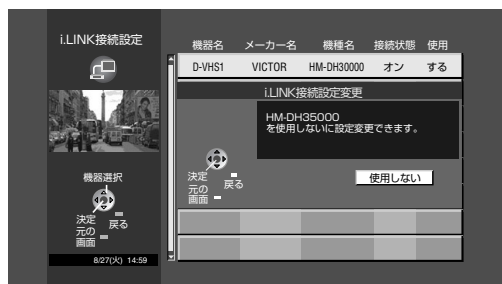 i.LINK接続設定
機器選択
決定
戻る
元の
画面
8/27(火) 14:59
機器名 メーカー名 機種名 接続状態 使用
D-VHS1 VICTOR HM-DH30000 オン する
i.LINK接続設定変更
HM-DH35000
を使用しないに設定変更できます。
決定
戻る
元の
画面
使用しない